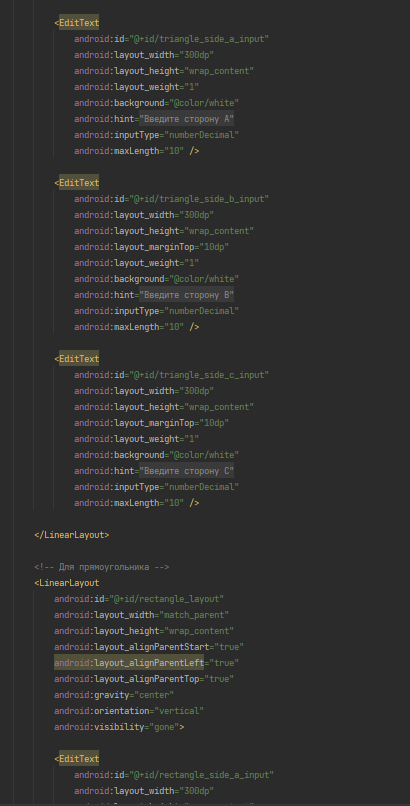 <EditText
android:id="@+id/triangle_side_a_input"
android:layout_width="300dp"
android:layout_height="wrap_content"
android:layout_weight="1"
android:background="@color/white"
android:hint="Введите сторону A"
android:inputType="numberDecimal"
android:maxLength="10" />
<EditText
android:id="@+id/triangle_side_b_input"
android:layout_width="300dp"
android:layout_height="wrap_content"
android:layout_marginTop="10dp"
android:layout_weight="1"
android:background="@color/white"
android:hint="Введите сторону B"
android:inputType="numberDecimal"
android:maxLength="10" />
<EditText
android:id="@+id/triangle_side_c_input"
android:layout_width="300dp"
android:layout_height="wrap_content"
android:layout_marginTop="10dp"
android:layout_weight="1"
android:background="@color/white"
android:hint="Введите сторону C"
android:inputType="numberDecimal"
android:maxLength="10" />
</LinearLayout>
<!-- Для прямоугольника -->
<LinearLayout
android:id="@+id/rectangle_layout"
android:layout_width="match_parent"
android:layout_height="wrap_content"
android:layout_alignParentStart="true"
android:layout_alignParentLeft="true"
android:layout_alignParentTop="true"
android:gravity="center"
android:orientation="vertical"
android:visibility="gone">
<EditText
android:id="@+id/rectangle_side_a_input"
android:layout_width="300dp"